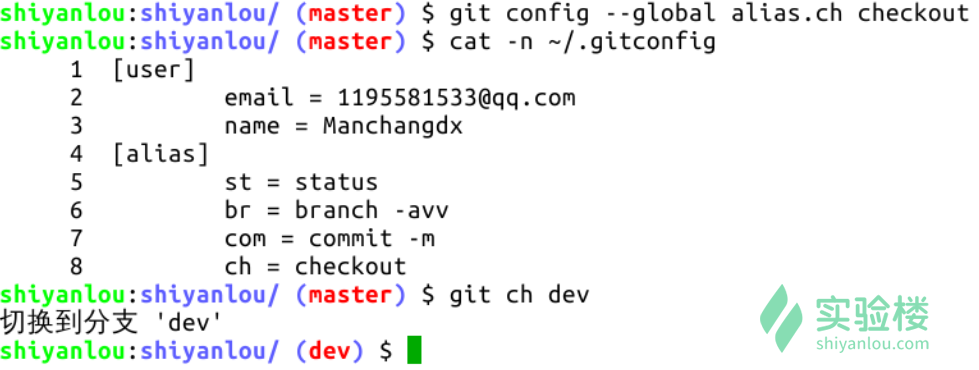 shiyanlou:shiyanlou/ (master) $ git config --global alias.ch checkout
shiyanlou:shiyanlou/ (master) $ cat -n ~/.gitconfig
1 [user]
2 email = 1195581533@qq.com
3 name = Manchangdx
4 [alias]
5 st = status
6 br = branch -avv
7 com = commit -m
8 ch = checkout
shiyanlou:shiyanlou/ (master) $ git ch dev
切换到分支 'dev'
shiyanlou:shiyanlou/ (dev) $
实验楼
shiyanlou.com